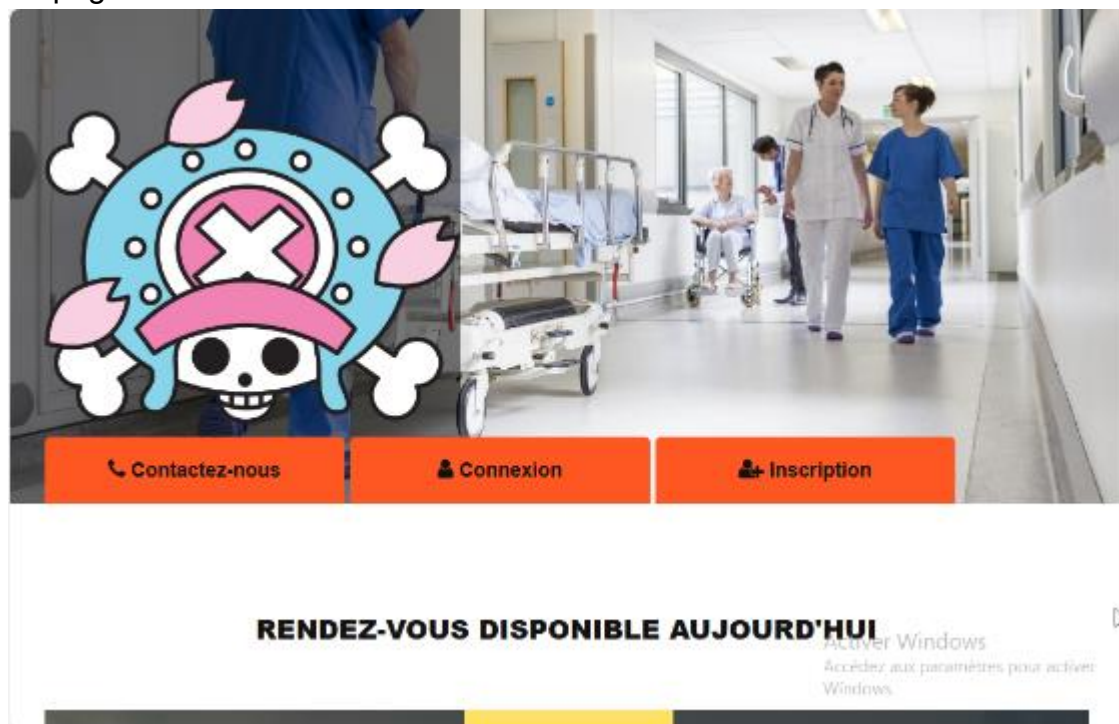 Contactez-nous
Connexion
Inscription
RENDEZ-VOUS DISPONIBLE AUJOURD'HUI
Activer Windows
Accédez aux paramètres pour activer
Windows.